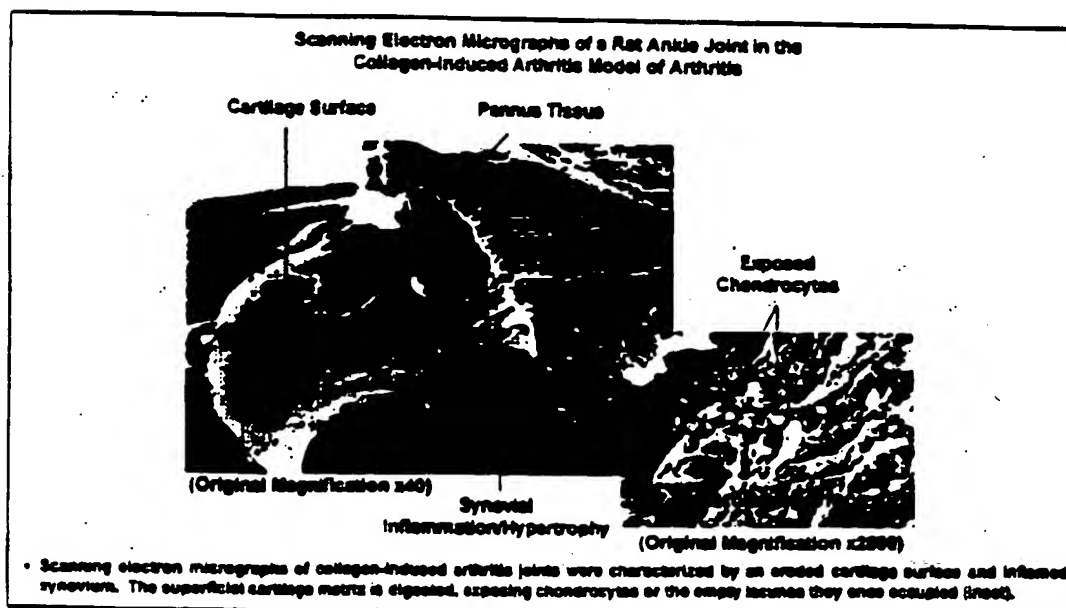 Scanning Electron Micrographs of a Rat Ankle Joint in the
Collagen-Induced Arthritis Model of Arthritis
Cartilage Surface
Pannus Tissue
Exposed
Chondrocytes
(Original Magnification x40)
Synovial
Inflammation/Hypertrophy
(Original Magnification)
• Scanning electron micrographs of collagen-induced arthritis joints were characterized by an eroded cartilage surface and inflamed
synovium. The superficial cartilage matrix is digested, exposing chondrocytes or the empty lacunae they once occupied (inset).